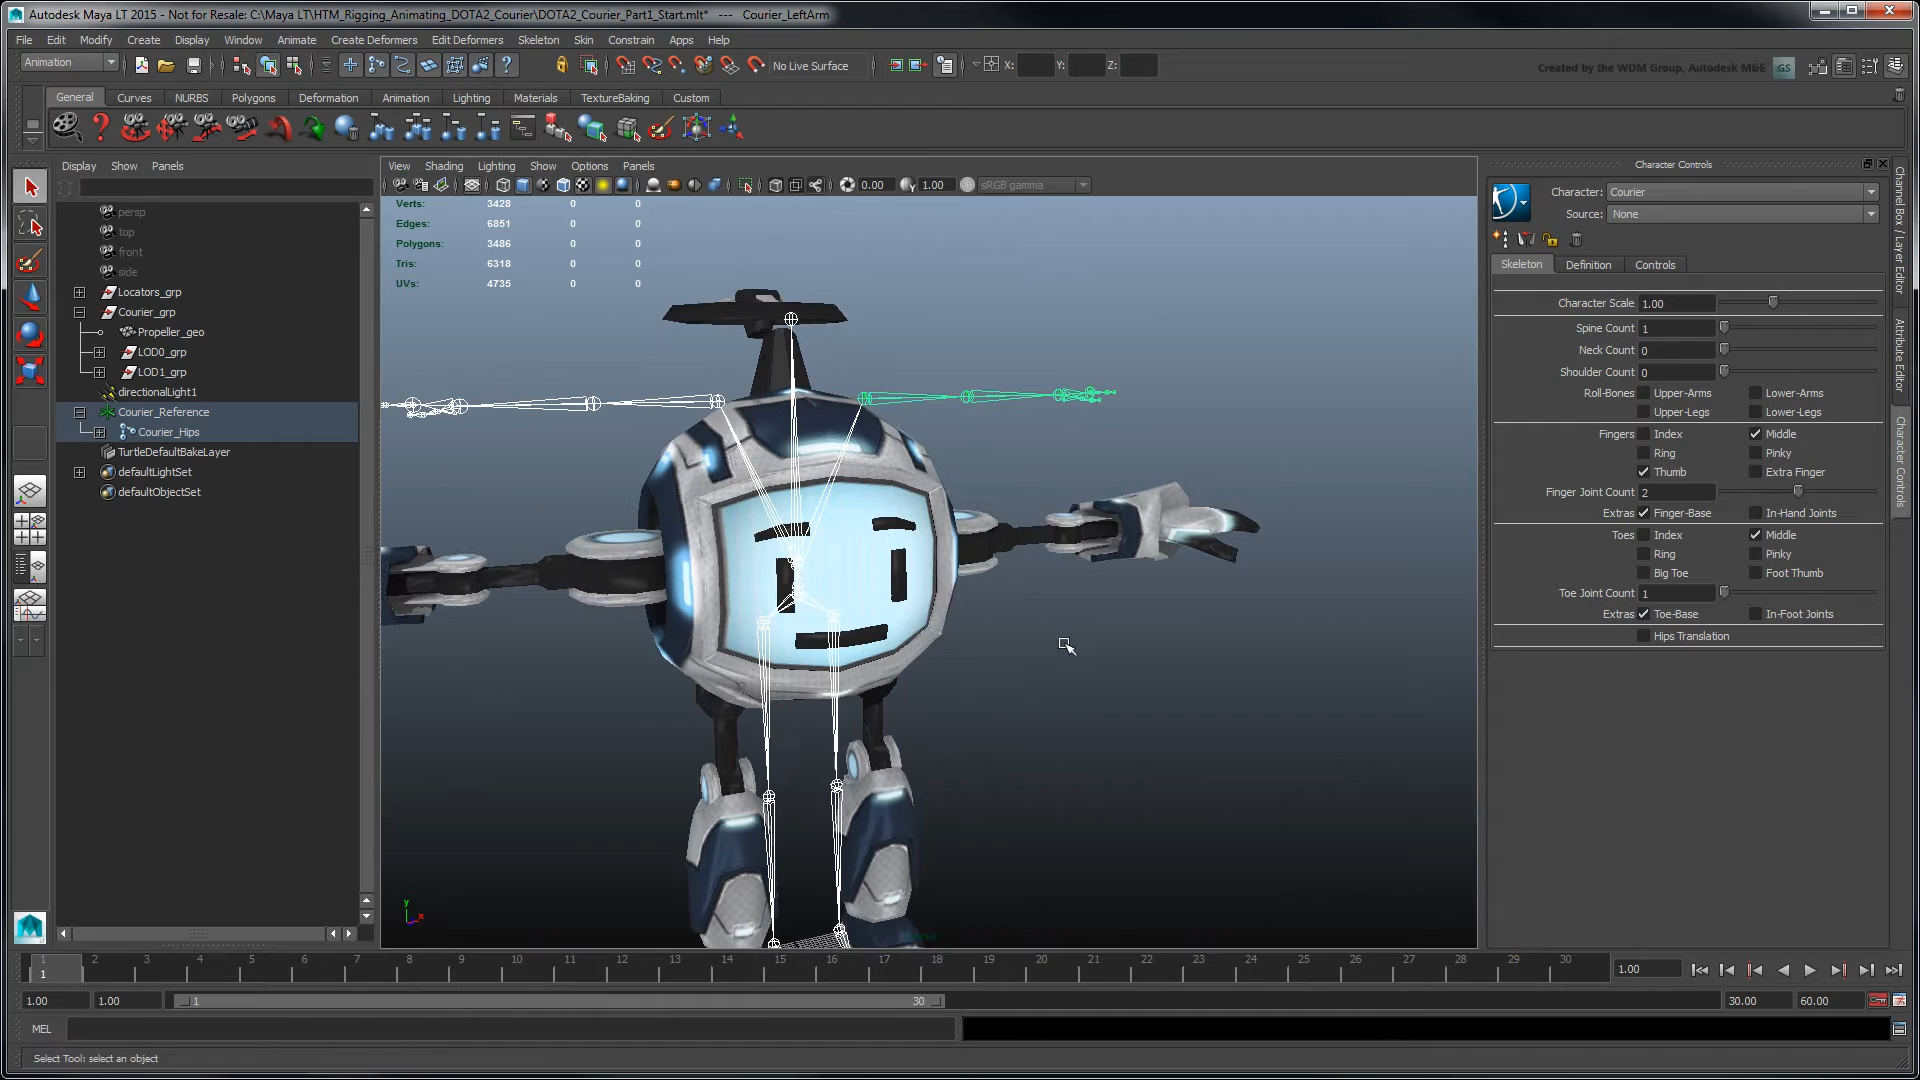 Autodesk Maya LT 2015 - Not for Resale: C:\Maya LT\HTM_Rigging_Animating_DOTA2_Courier\DOTA2_Courier_Part1_Start.mlt* --- Courier_LeftArm
File Edit Modify Create Display Window Animate Create Deformers Edit Deformers Skeleton Skin Constrain Apps Help
Animation No Live Surface X: Y: Z: Created by the WDM Group, Autodesk M&E GS
General Curves NURBS Polygons Deformation Animation Lighting Materials TextureBaking Custom
Display Show Panels
View Shading Lighting Show Options Panels
0.00 1.00 sRGB gamma
persp
top
front
side
Locators_grp
Courier_grp
Propeller_geo
LOD0_grp
LOD1_grp
directionalLight1
Courier_Reference
Courier_Hips
TurtleDefaultBakeLayer
defaultLightSet
defaultObjectSet
Verts: 3428 0 0
Edges: 6851 0 0
Polygons: 3486 0 0
Tris: 6318 0 0
UVs: 4735 0 0
y
x
Character Controls
Character: Courier
Source: None
Skeleton Definition Controls
Character Scale 1.00
Spine Count 1
Neck Count 0
Shoulder Count 0
Roll-Bones Upper-Arms Lower-Arms
Upper-Legs Lower-Legs
Fingers Index Middle
Ring Pinky
Thumb Extra Finger
Finger Joint Count 2
Extras Finger-Base In-Hand Joints
Toes Index Middle
Ring Pinky
Big Toe Foot Thumb
Toe Joint Count 1
Extras Toe-Base In-Foot Joints
Hips Translation
Channel Box / Layer Editor
Attribute Editor
Character Controls
1 2 3 4 5 6 7 8 9 10 11 12 13 14 15 16 17 18 19 20 21 22 23 24 25 26 27 28 29 30
1 1.00
1.00 1.00 1 30 30.00 60.00
MEL
Select Tool: select an object